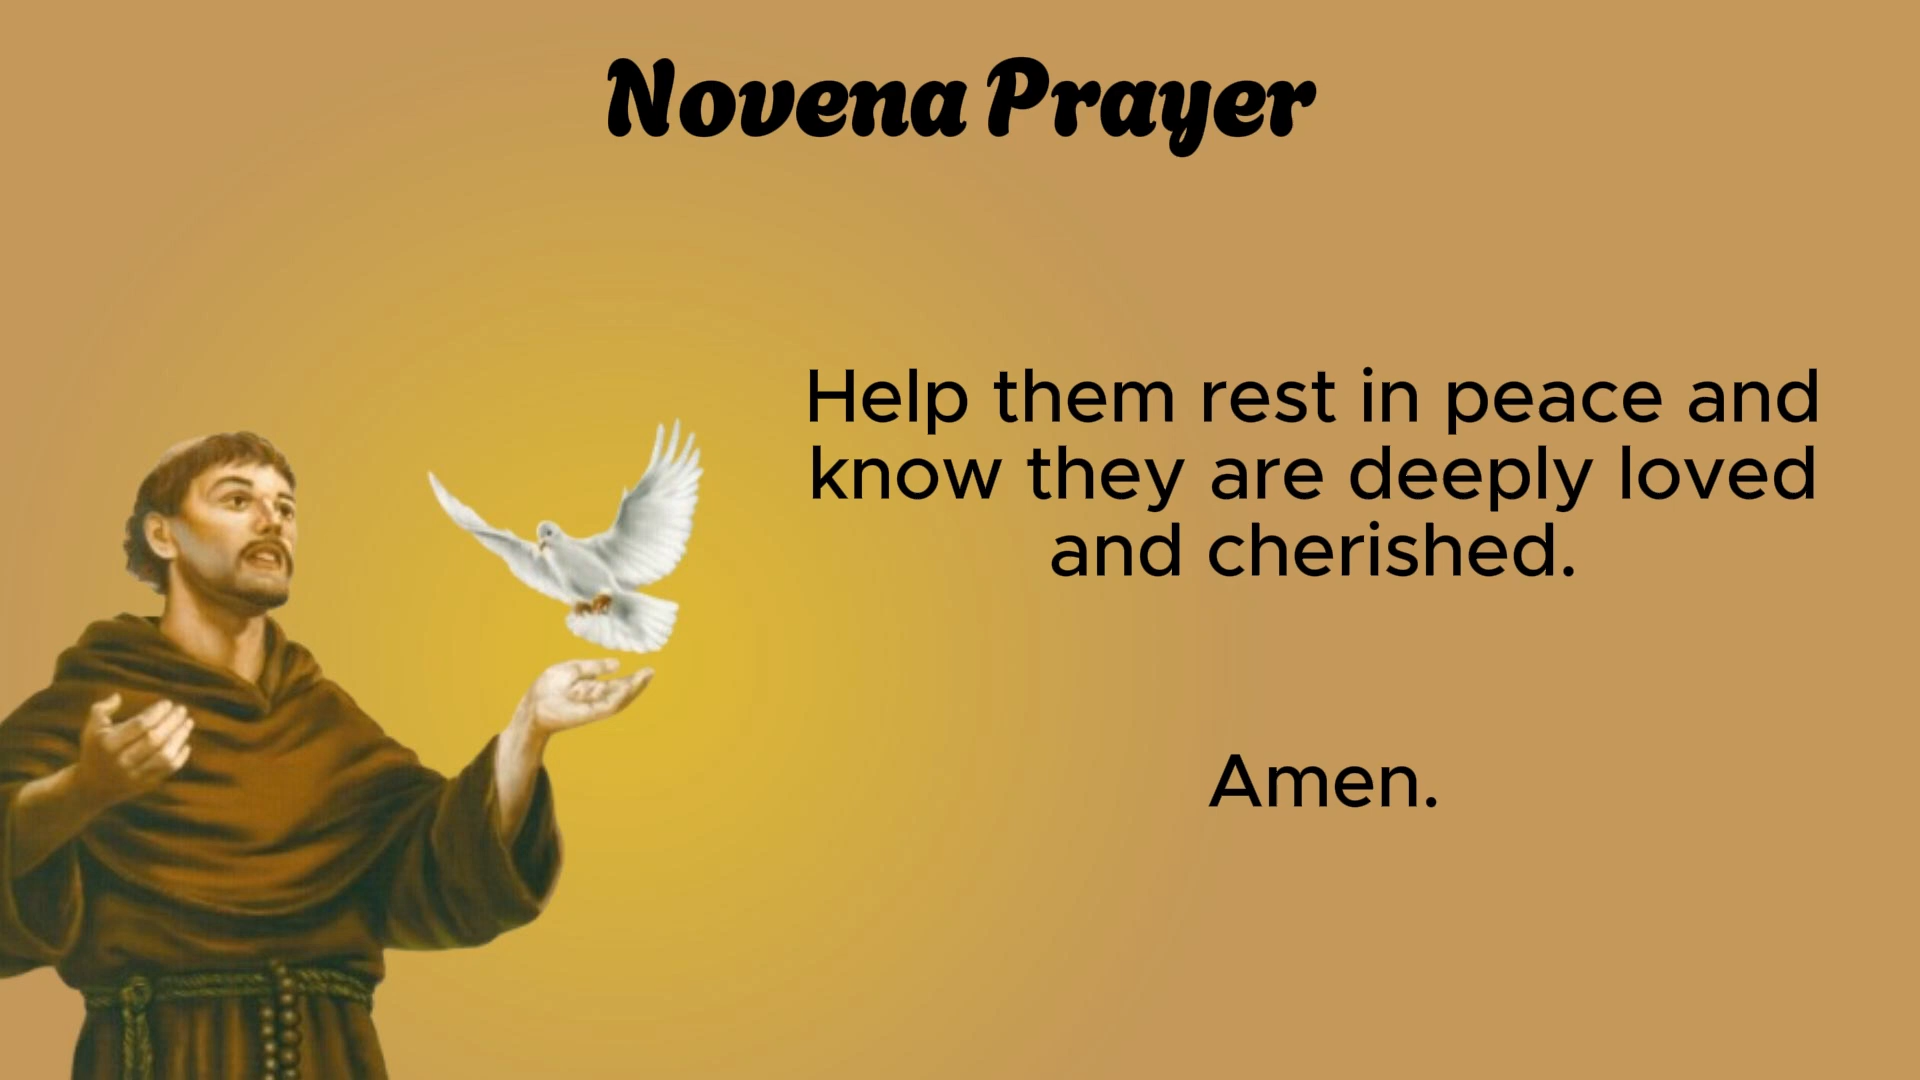 Novena Prayer
Help them rest in peace and
know they are deeply loved
and cherished.
Amen.